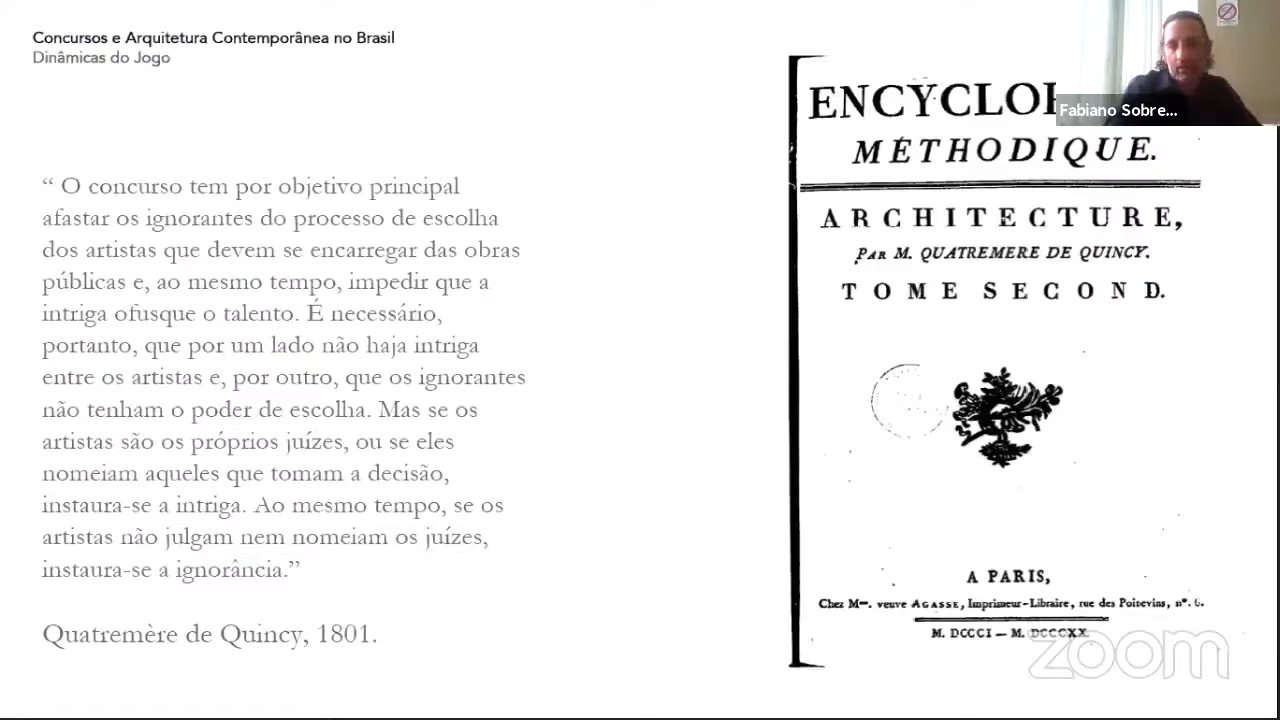 Concursos e Arquitetura Contemporânea no Brasil
Dinâmicas do Jogo
“ O concurso tem por objetivo principal
afastar os ignorantes do processo de escolha
dos artistas que devem se encarregar das obras
públicas e, ao mesmo tempo, impedir que a
intriga ofusque o talento. É necessário,
portanto, que por um lado não haja intriga
entre os artistas e, por outro, que os ignorantes
não tenham o poder de escolha. Mas se os
artistas são os próprios juízes, ou se eles
nomeiam aqueles que tomam a decisão,
instaura-se a intriga. Ao mesmo tempo, se os
artistas não julgam nem nomeiam os juízes,
instaura-se a ignorância.”
Quatremère de Quincy, 1801.
MÉTHODIQUE.
ARCHITECTURE,
PAR M. QUATREMERE DE QUINCY.
TOME SECOND.
A PARIS,
Chez Mme. veuve AGASSE, Imprimeur-Libraire, rue des Poitevins, n°. 6.
M. DCCCI — M. DCCCXX
Fabiano Sobre...
zoom